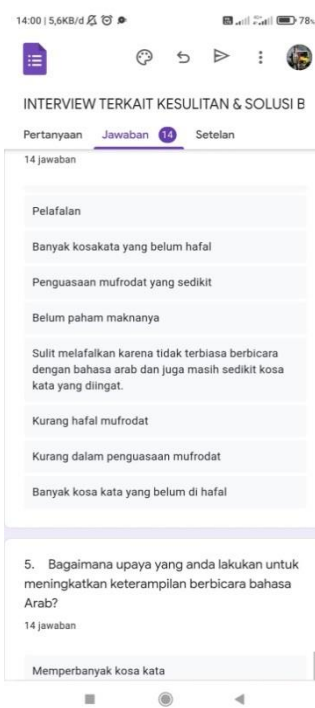 14:00 | 5,6KB/d
78
INTERVIEW TERKAIT KESULITAN & SOLUSI B
Pertanyaan Jawaban 14 Setelan
14 jawaban
Pelafalan
Banyak kosakata yang belum hafal
Penguasaan mufrodat yang sedikit
Belum paham maknanya
Sulit melafalkan karena tidak terbiasa berbicara
dengan bahasa arab dan juga masih sedikit kosa
kata yang diingat.
Kurang hafal mufrodat
Kurang dalam penguasaan mufrodat
Banyak kosa kata yang belum di hafal
5. Bagaimana upaya yang anda lakukan untuk
meningkatkan keterampilan berbicara bahasa
Arab?
14 jawaban
Memperbanyak kosa kata